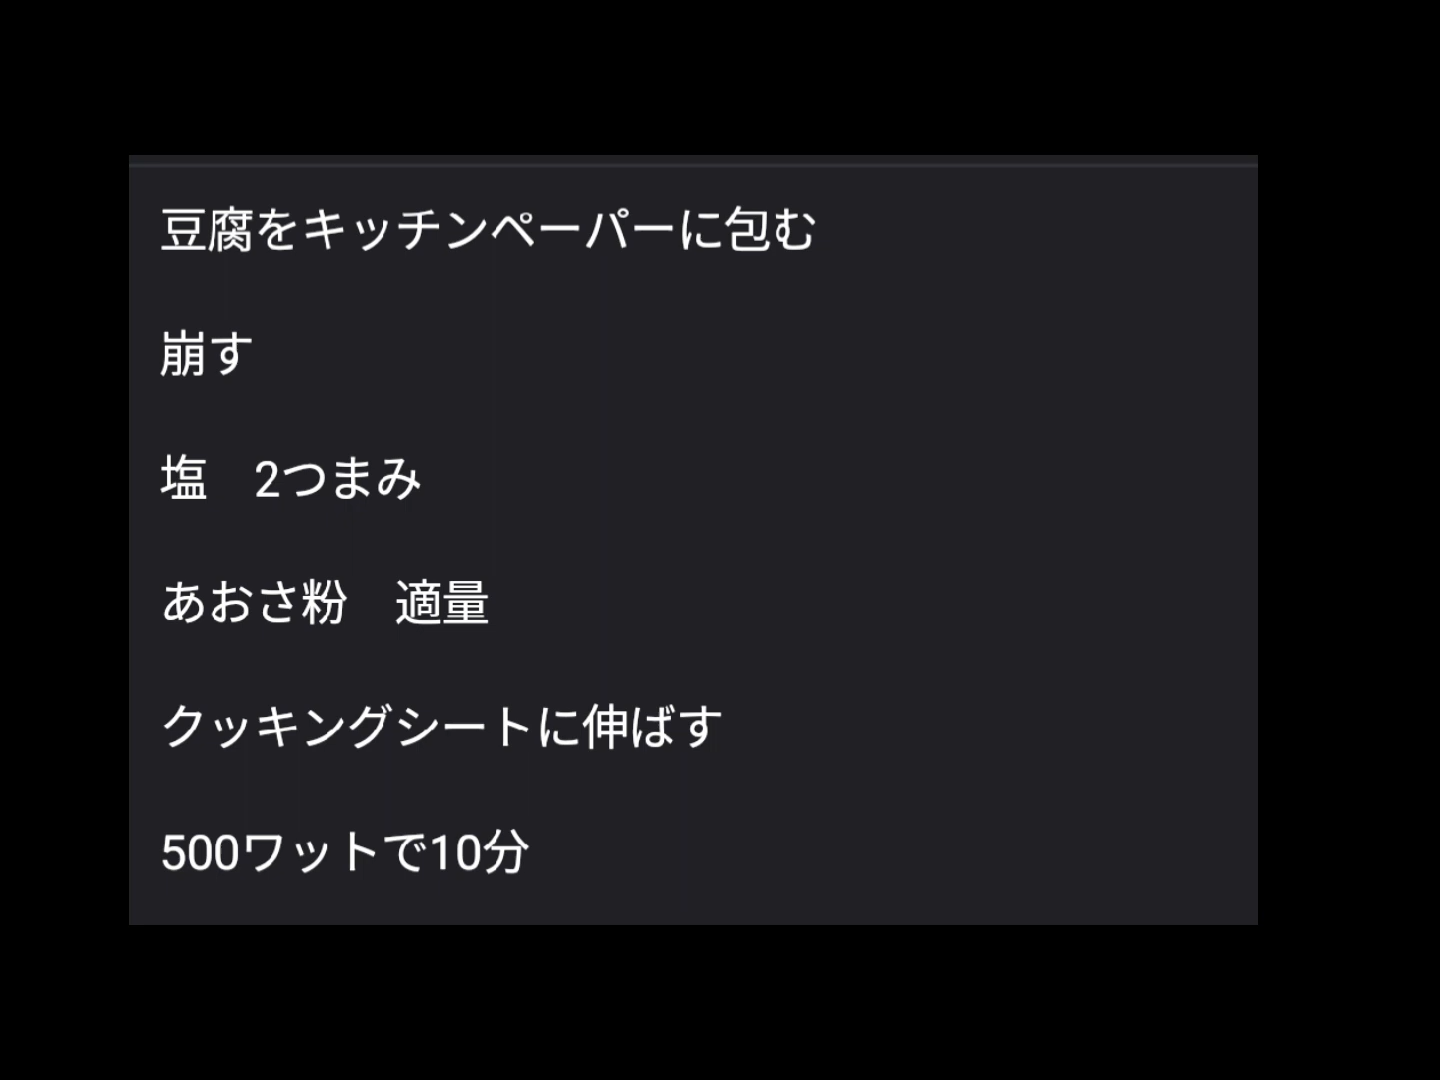 豆腐をキッチンペーパーに包む
崩す
塩　2つまみ
あおさ粉　適量
クッキングシートに伸ばす
500ワットで10分